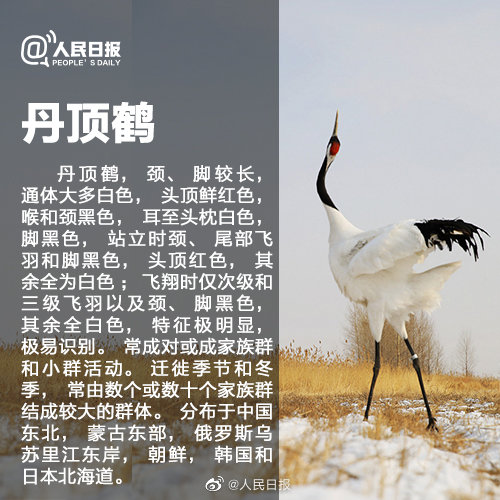 @人民日报
PEOPLE'S DAILY
丹顶鹤
丹顶鹤，颈、脚较长，
通体大多白色，头顶鲜红色，
喉和颈黑色，耳至头枕白色，
脚黑色，站立时颈、尾部飞
羽和脚黑色，头顶红色，其
余全为白色；飞翔时仅次级和
三级飞羽以及颈、脚黑色，
其余全白色，特征极明显，
极易识别。常成对或成家族群
和小群活动。迁徙季节和冬
季，常由数个或数十个家族群
结成较大的群体。分布于中国
东北，蒙古东部，俄罗斯乌
苏里江东岸，朝鲜，韩国和
日本北海道。
@人民日报